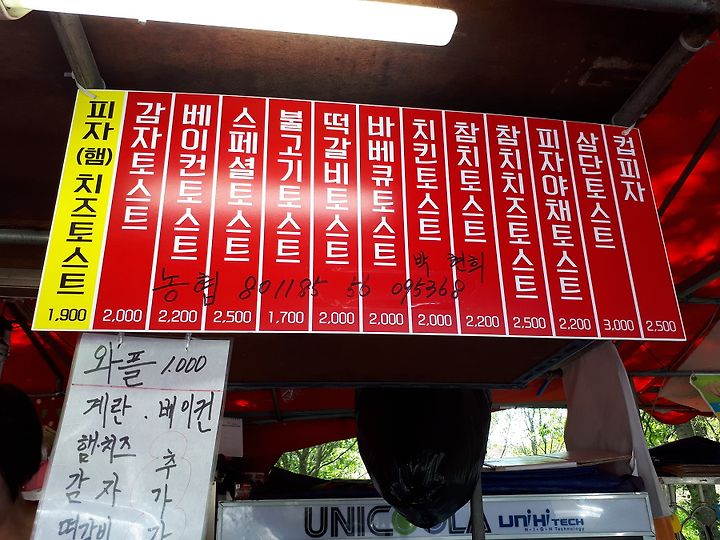 피자(햄)치즈토스트 1,900
감자토스트 2,000
베이컨토스트 2,200
스페셜토스트 2,500
불고기토스트 1,700
떡갈비토스트 2,000
바베큐토스트 2,000
치킨토스트 2,000
참치토스트 2,200
참치치즈토스트 2,500
피자야채토스트 2,200
삼단토스트 3,000
컵피자 2,500
박현희
농협 801185 56 095368
와플 1.000
계란.베이컨
햄치즈 추
감자 가
떡갈비
UNIC LA UNIHITECH
N-I-G-H Technology